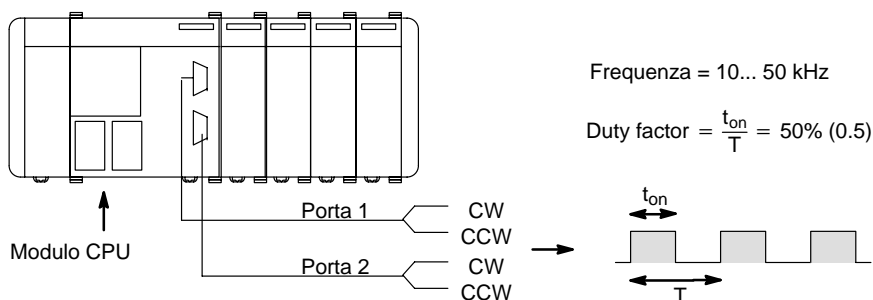 Frequenza = 10... 50 kHz
Duty factor = t_on/T = 50% (0.5)
t_on
Porta 1
CW
CCW
Modulo CPU
Porta 2
CW
CCW
T